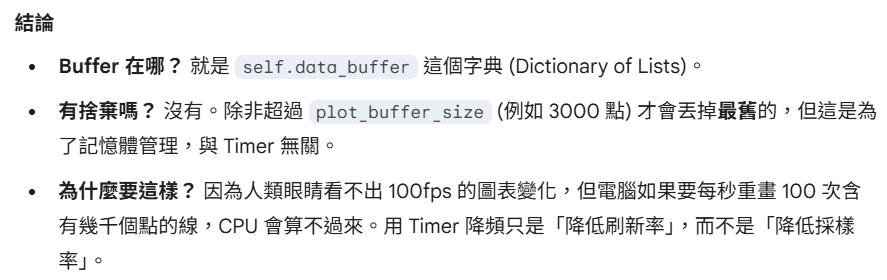 結論
• Buffer 在哪？ 就是 self.data_buffer 這個字典 (Dictionary of Lists)。
• 有捨棄嗎？ 沒有。除非超過 plot_buffer_size (例如 3000 點) 才會丟掉最舊的，但這是為
了記憶體管理，與 Timer 無關。
• 為什麼要這樣？ 因為人類眼睛看不出 100fps 的圖表變化，但電腦如果要每秒重畫 100 次含
有幾千個點的線，CPU 會算不過來。用 Timer 降頻只是「降低刷新率」，而不是「降低採樣
率」。